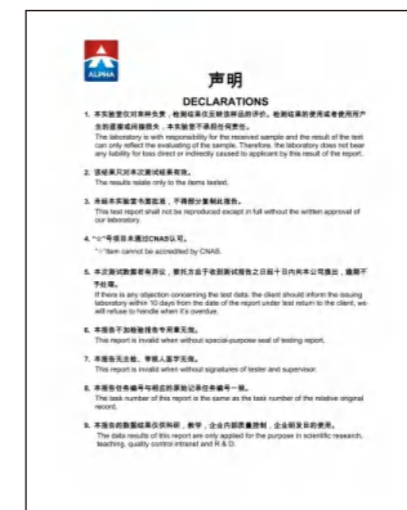 ALPHA
声明
DECLARATIONS
1. 本实验室仅对来样负责，检测结果仅反映该样品的评价。检测结果的使用或者使用所产
生的直接或间接损失，本实验室不承担任何责任。
The laboratory is with responsibility for the received sample and the result of the test
can only reflect the evaluating of the sample. Therefore, the laboratory does not bear
any liability for loss direct or indirectly caused to applicant by this result of the report.
2. 该结果只对本次测试结果有效。
The results relate only to the items tested.
3. 未经本实验室书面批准，不得部分复制此报告。
This test report shall not be reproduced except in full without the written approval of
our laboratory.
4. "☆"号项目未通过CNAS认可。
"☆"item cannot be accredited by CNAS.
5. 本次测试数据若有异议，委托方应于收到测试报告之日起十日内向本公司提出，逾期不
予处理。
If there is any objection concerning the test data, the client should inform the issuing
laboratory within 10 days from the date of the report under test return to the client, we
will refuse to handle when it's overdue.
6. 本报告不加检验报告专用章无效。
This report is invalid when without special-purpose seal of testing report.
7. 本报告无主检、审核人签字无效。
This report is invalid when without signatures of tester and supervisor.
8. 本报告任务编号与相应的原始记录任务编号一致。
The task number of this report is the same as the task number of the relative original
record.
9. 本报告的数据结果仅供科研，教学，企业内部质量控制，企业研发目的使用。
The data results of this report are only applied for the purpose in scientific research,
teaching, quality control intranet and R & D.